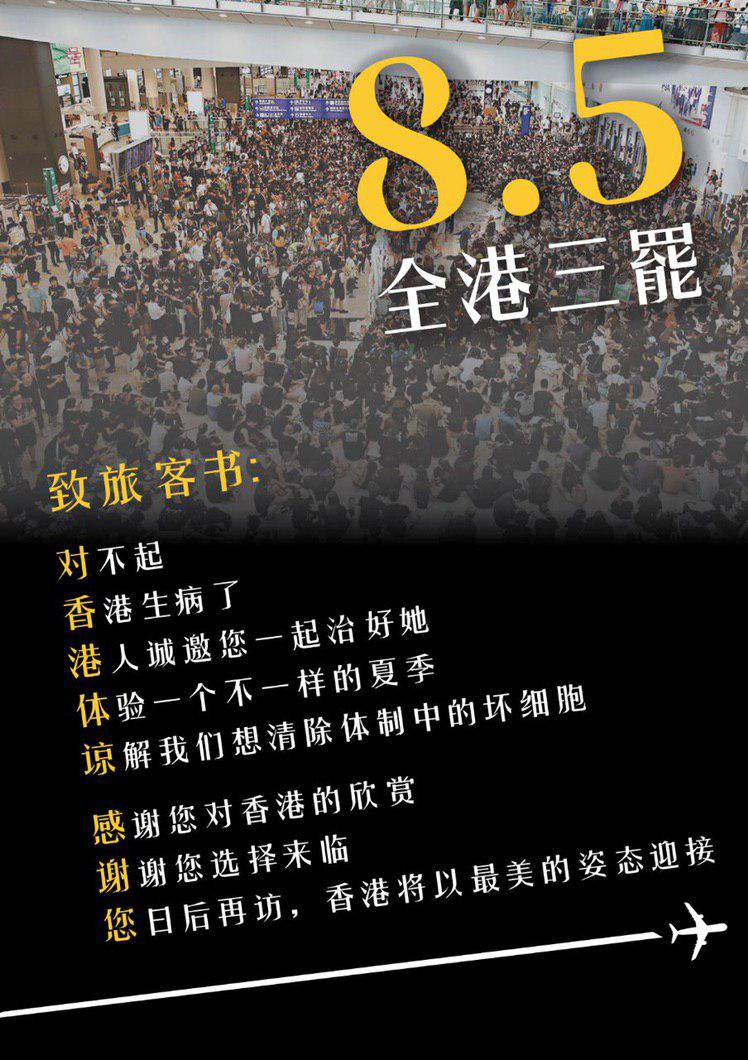 8.5
全港三罷
致旅客书:
对不起
香港生病了
港人诚邀您一起治好她
体验一个不一样的夏季
谅解我们想清除体制中的坏细胞
感谢您对香港的欣赏
谢谢您选择来临
您日后再访，香港将以最美的姿态迎接